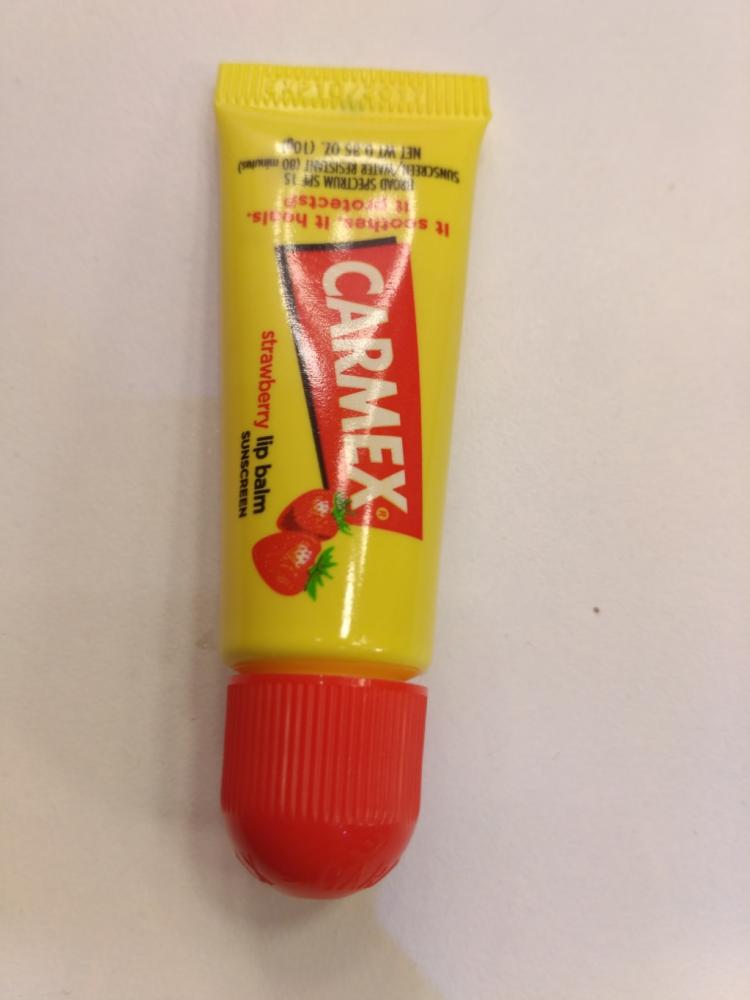 CARMEX®
strawberry lip balm
SUNSCREEN
It soothes. It heals.
It protects®
BROAD SPECTRUM SPF 15
SUNSCREEN/WATER RESISTANT (80 minutes)
NET WT 0.35 OZ. (10g)